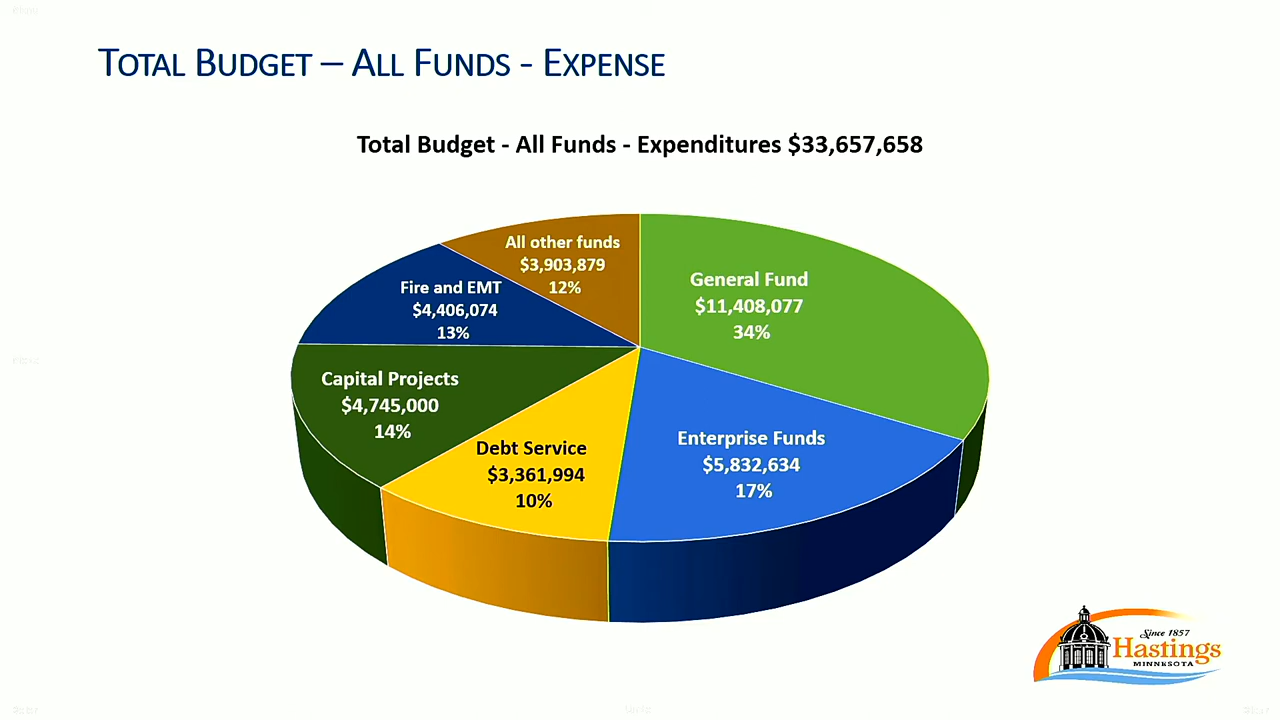 TOTAL BUDGET – ALL FUNDS - EXPENSE
Total Budget - All Funds - Expenditures $33,657,658
All other funds
$3,903,879
12%
General Fund
$11,408,077
34%
Fire and EMT
$4,406,074
13%
Capital Projects
$4,745,000
14%
Debt Service
$3,361,994
10%
Enterprise Funds
$5,832,634
17%
Since 1857
Hastings
MINNESOTA